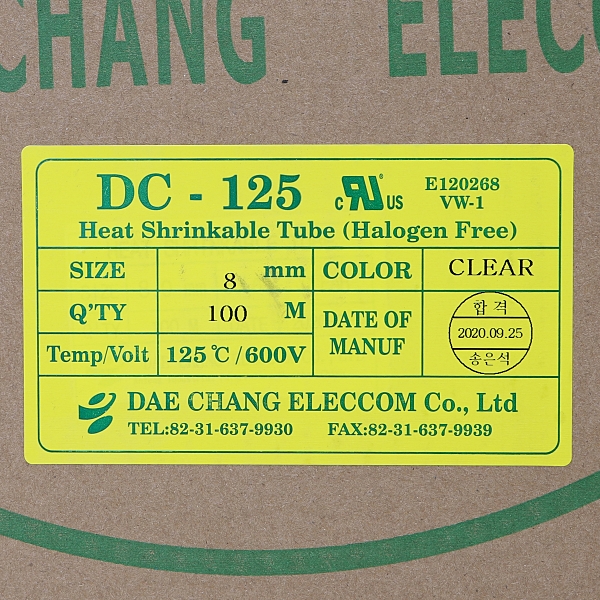 CHANG ELEC
DC - 125 c RU US E120268
VW-1
Heat Shrinkable Tube (Halogen Free)
SIZE 8 mm COLOR CLEAR
Q'TY 100 M DATE OF MANUF 합격 2020.09.25 송은석
Temp/Volt 125℃/600V
DAE CHANG ELECCOM Co., Ltd
TEL:82-31-637-9930 FAX:82-31-637-9939